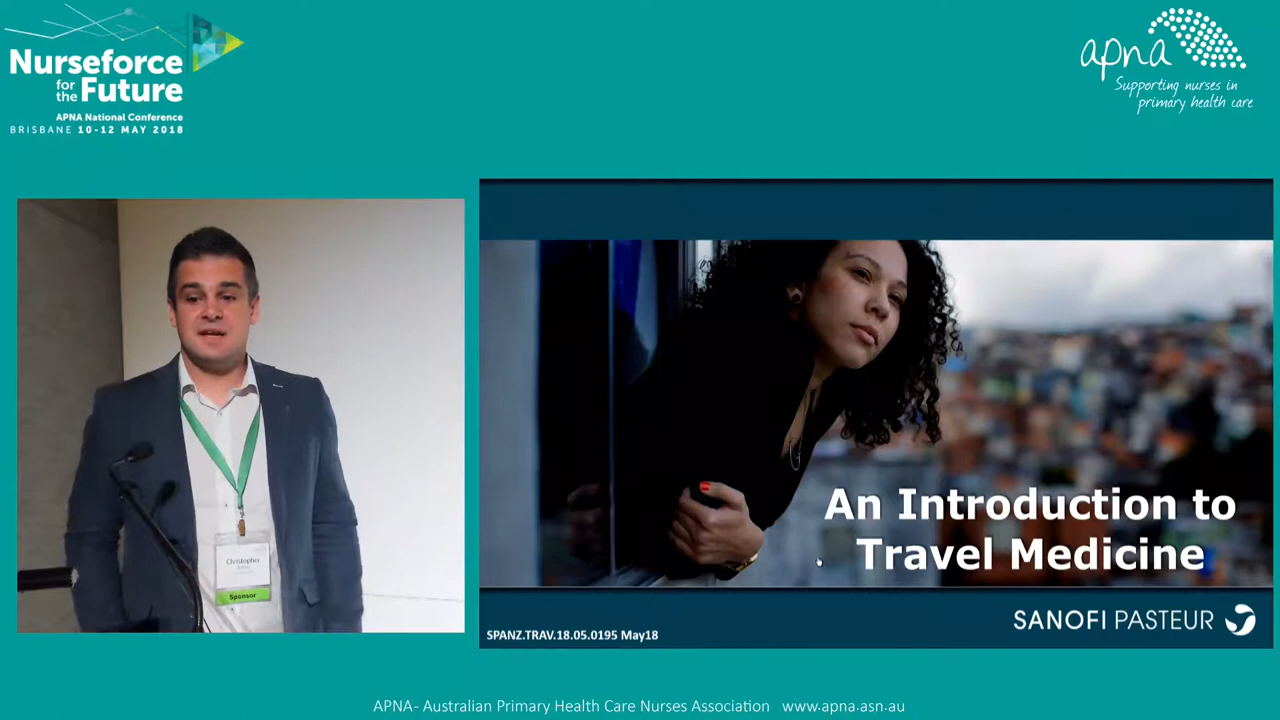 Nurseforce
for the Future
APNA National Conference
BRISBANE 10-12 MAY 2018
apna
Supporting nurses in
primary health care
Christopher
Sponsor
An Introduction to
Travel Medicine
SANOFI PASTEUR
SPANZ.TRAV.18.05.0195 May18
APNA- Australian Primary Health Care Nurses Association www.apna.asn.au